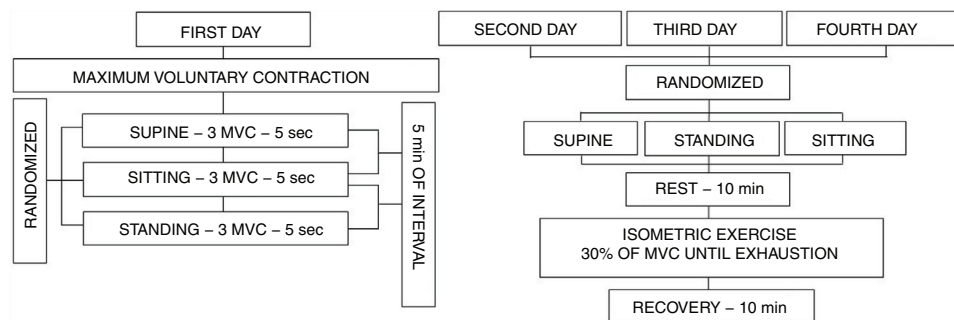 FIRST DAY
MAXIMUM VOLUNTARY CONTRACTION
RANDOMIZED
SUPINE – 3 MVC – 5 sec
SITTING – 3 MVC – 5 sec
STANDING – 3 MVC – 5 sec
5 min OF INTERVAL
SECOND DAY
THIRD DAY
FOURTH DAY
RANDOMIZED
SUPINE
STANDING
SITTING
REST – 10 min
ISOMETRIC EXERCISE
30% OF MVC UNTIL EXHAUSTION
RECOVERY – 10 min